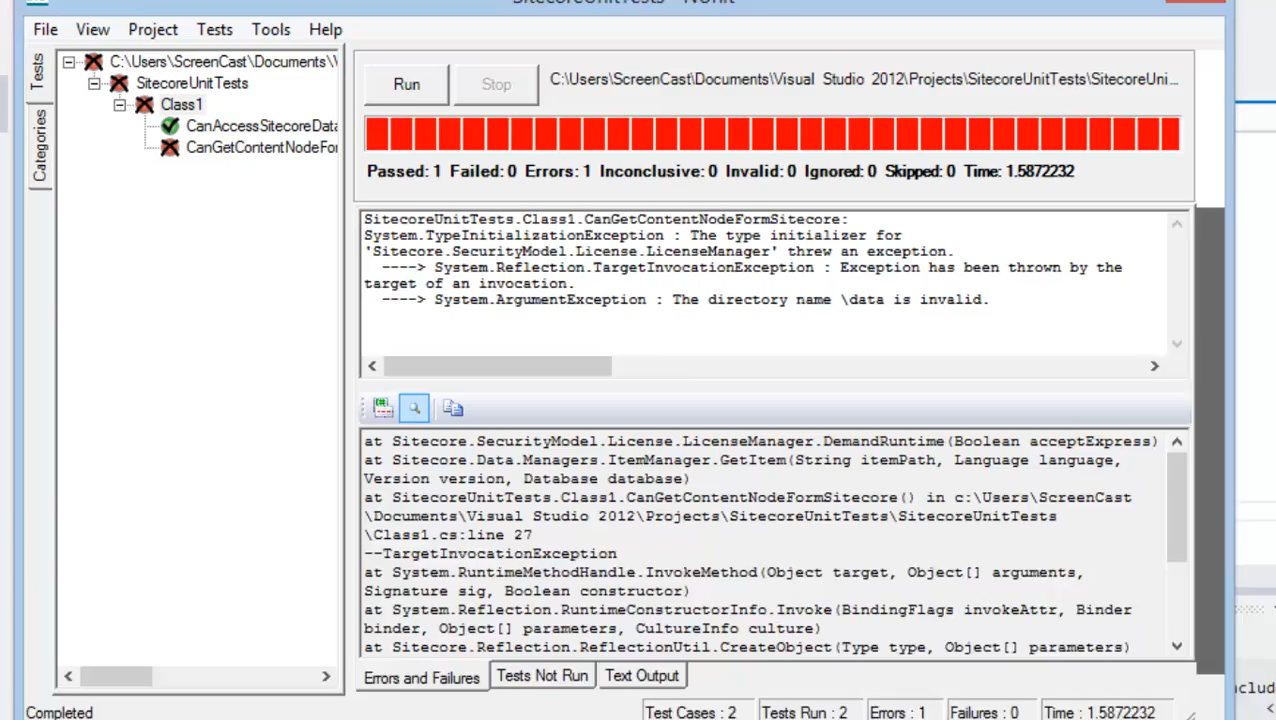 SitecoreUnitTests - NUnit
File View Project Tests Tools Help
Tests
Categories
C:\Users\ScreenCast\Documents\V
SitecoreUnitTests
Class1
CanAccessSitecoreData
CanGetContentNodeFor
Run
Stop
C:\Users\ScreenCast\Documents\Visual Studio 2012\Projects\SitecoreUnitTests\SitecoreUni...
Passed: 1 Failed: 0 Errors: 1 Inconclusive: 0 Invalid: 0 Ignored: 0 Skipped: 0 Time: 1.5872232
SitecoreUnitTests.Class1.CanGetContentNodeFormSitecore:
System.TypeInitializationException : The type initializer for
'Sitecore.SecurityModel.License.LicenseManager' threw an exception.
----> System.Reflection.TargetInvocationException : Exception has been thrown by the
target of an invocation.
----> System.ArgumentException : The directory name \data is invalid.
at Sitecore.SecurityModel.License.LicenseManager.DemandRuntime(Boolean acceptExpress)
at Sitecore.Data.Managers.ItemManager.GetItem(String itemPath, Language language,
Version version, Database database)
at SitecoreUnitTests.Class1.CanGetContentNodeFormSitecore() in c:\Users\ScreenCast
\Documents\Visual Studio 2012\Projects\SitecoreUnitTests\SitecoreUnitTests
\Class1.cs:line 27
--TargetInvocationException
at System.RuntimeMethodHandle.InvokeMethod(Object target, Object[] arguments,
Signature sig, Boolean constructor)
at System.Reflection.RuntimeConstructorInfo.Invoke(BindingFlags invokeAttr, Binder
binder, Object[] parameters, CultureInfo culture)
at Sitecore.Reflection.ReflectionUtil.CreateObject(Type type, Object[] parameters)
Errors and Failures
Tests Not Run
Text Output
Completed
Test Cases : 2
Tests Run : 2
Errors : 1
Failures : 0
Time : 1.5872232